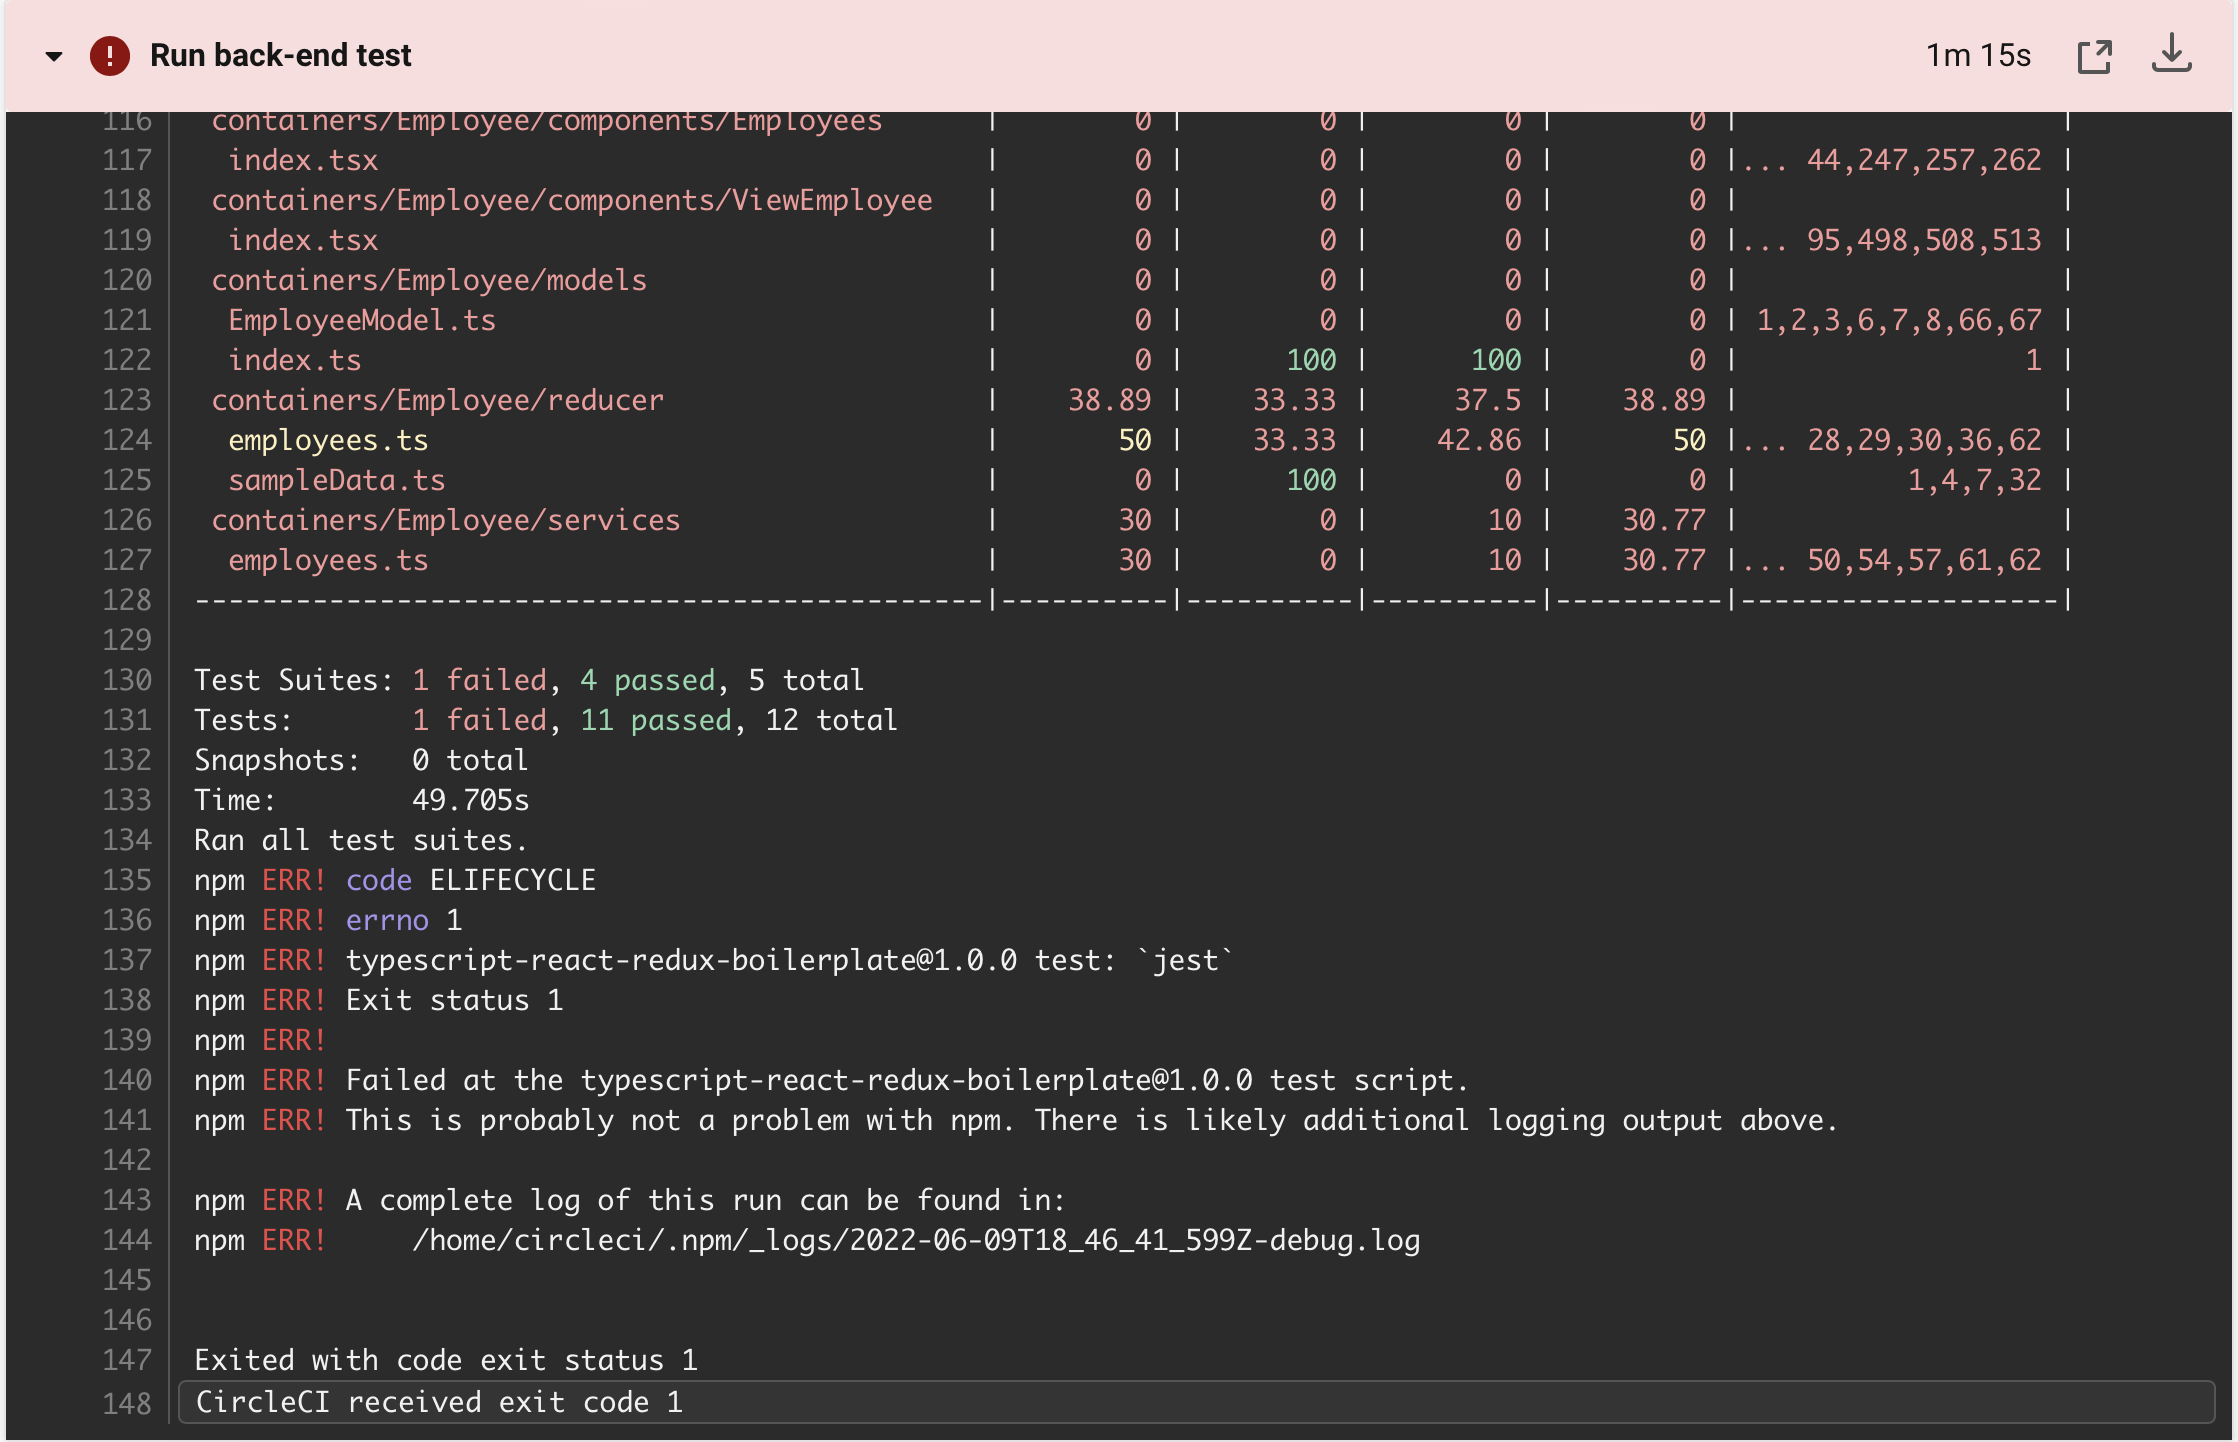 Run back-end test 1m 15s
116 containers/Employee/components/Employees | 0 | 0 | 0 | 0 | |
117 index.tsx | 0 | 0 | 0 | 0 |... 44,247,257,262 |
118 containers/Employee/components/ViewEmployee | 0 | 0 | 0 | 0 | |
119 index.tsx | 0 | 0 | 0 | 0 |... 95,498,508,513 |
120 containers/Employee/models | 0 | 0 | 0 | 0 | |
121 EmployeeModel.ts | 0 | 0 | 0 | 0 | 1,2,3,6,7,8,66,67 |
122 index.ts | 0 | 100 | 100 | 0 | 1 |
123 containers/Employee/reducer | 38.89 | 33.33 | 37.5 | 38.89 | |
124 employees.ts | 50 | 33.33 | 42.86 | 50 |... 28,29,30,36,62 |
125 sampleData.ts | 0 | 100 | 0 | 0 | 1,4,7,32 |
126 containers/Employee/services | 30 | 0 | 10 | 30.77 | |
127 employees.ts | 30 | 0 | 10 | 30.77 |... 50,54,57,61,62 |
128 -----------------------------------------------|----------|----------|----------|----------|-------------------|
129
130 Test Suites: 1 failed, 4 passed, 5 total
131 Tests: 1 failed, 11 passed, 12 total
132 Snapshots: 0 total
133 Time: 49.705s
134 Ran all test suites.
135 npm ERR! code ELIFECYCLE
136 npm ERR! errno 1
137 npm ERR! typescript-react-redux-boilerplate@1.0.0 test: `jest`
138 npm ERR! Exit status 1
139 npm ERR!
140 npm ERR! Failed at the typescript-react-redux-boilerplate@1.0.0 test script.
141 npm ERR! This is probably not a problem with npm. There is likely additional logging output above.
142
143 npm ERR! A complete log of this run can be found in:
144 npm ERR! /home/circleci/.npm/_logs/2022-06-09T18_46_41_599Z-debug.log
145
146
147 Exited with code exit status 1
148 CircleCI received exit code 1